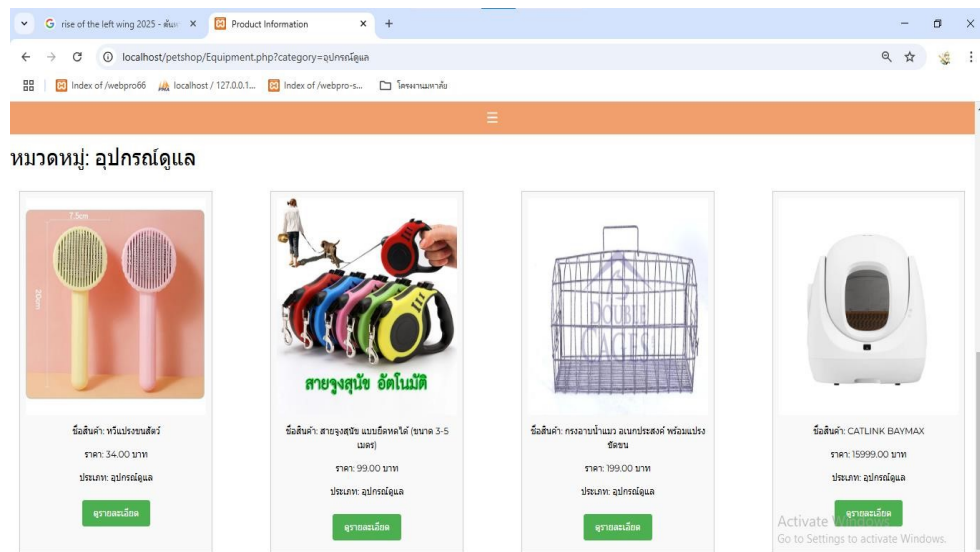 rise of the left wing 2025 - ค้นหา
Product Information
localhost/petshop/Equipment.php?category=อุปกรณ์ดูแล
Index of /webpro66
localhost / 127.0.0.1...
Index of /webpro-s...
โครงงานมหาลัย
หมวดหมู่: อุปกรณ์ดูแล
7.5cm
20cm
ชื่อสินค้า: หวีแปรงขนสัตว์
ราคา: 34.00 บาท
ประเภท: อุปกรณ์ดูแล
ดูรายละเอียด
สายจูงสุนัข อัตโนมัติ
ชื่อสินค้า: สายจูงสุนัข แบบยืดหดได้ (ขนาด 3-5
เมตร)
ราคา: 99.00 บาท
ประเภท: อุปกรณ์ดูแล
ดูรายละเอียด
DOUBLE
CAGES
ชื่อสินค้า: กรงอาบน้ำแมว อเนกประสงค์ พร้อมแปรง
ขัดขน
ราคา: 199.00 บาท
ประเภท: อุปกรณ์ดูแล
ดูรายละเอียด
ชื่อสินค้า: CATLINK BAYMAX
ราคา: 15999.00 บาท
ประเภท: อุปกรณ์ดูแล
ดูรายละเอียด
Activate Windows
Go to Settings to activate Windows.